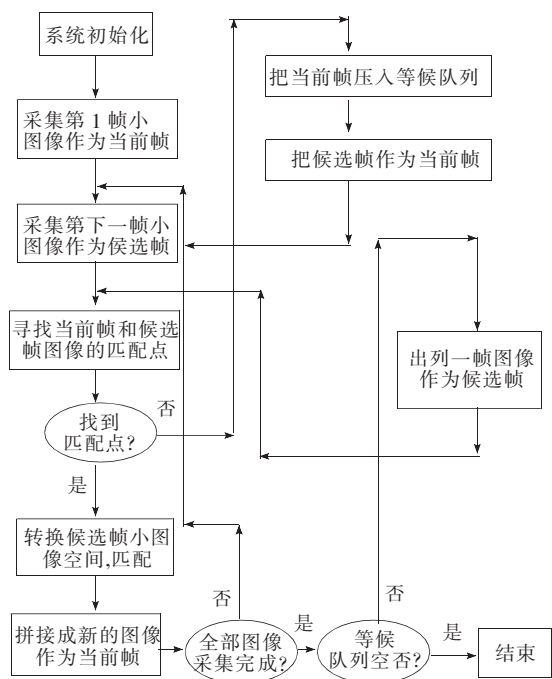 系统初始化
采集第1帧小
图像作为当前帧
采集第下一帧小
图像作为侯选帧
寻找当前帧和候选
帧图像的匹配点
找到
匹配点?
否
是
转换候选帧小图
像空间,匹配
拼接成新的图像
作为当前帧
否
全部图像
采集完成?
是
等候
队列空否?
否
是
结束
把当前帧压入等候队列
把候选帧作为当前帧
出列一帧图像
作为候选帧